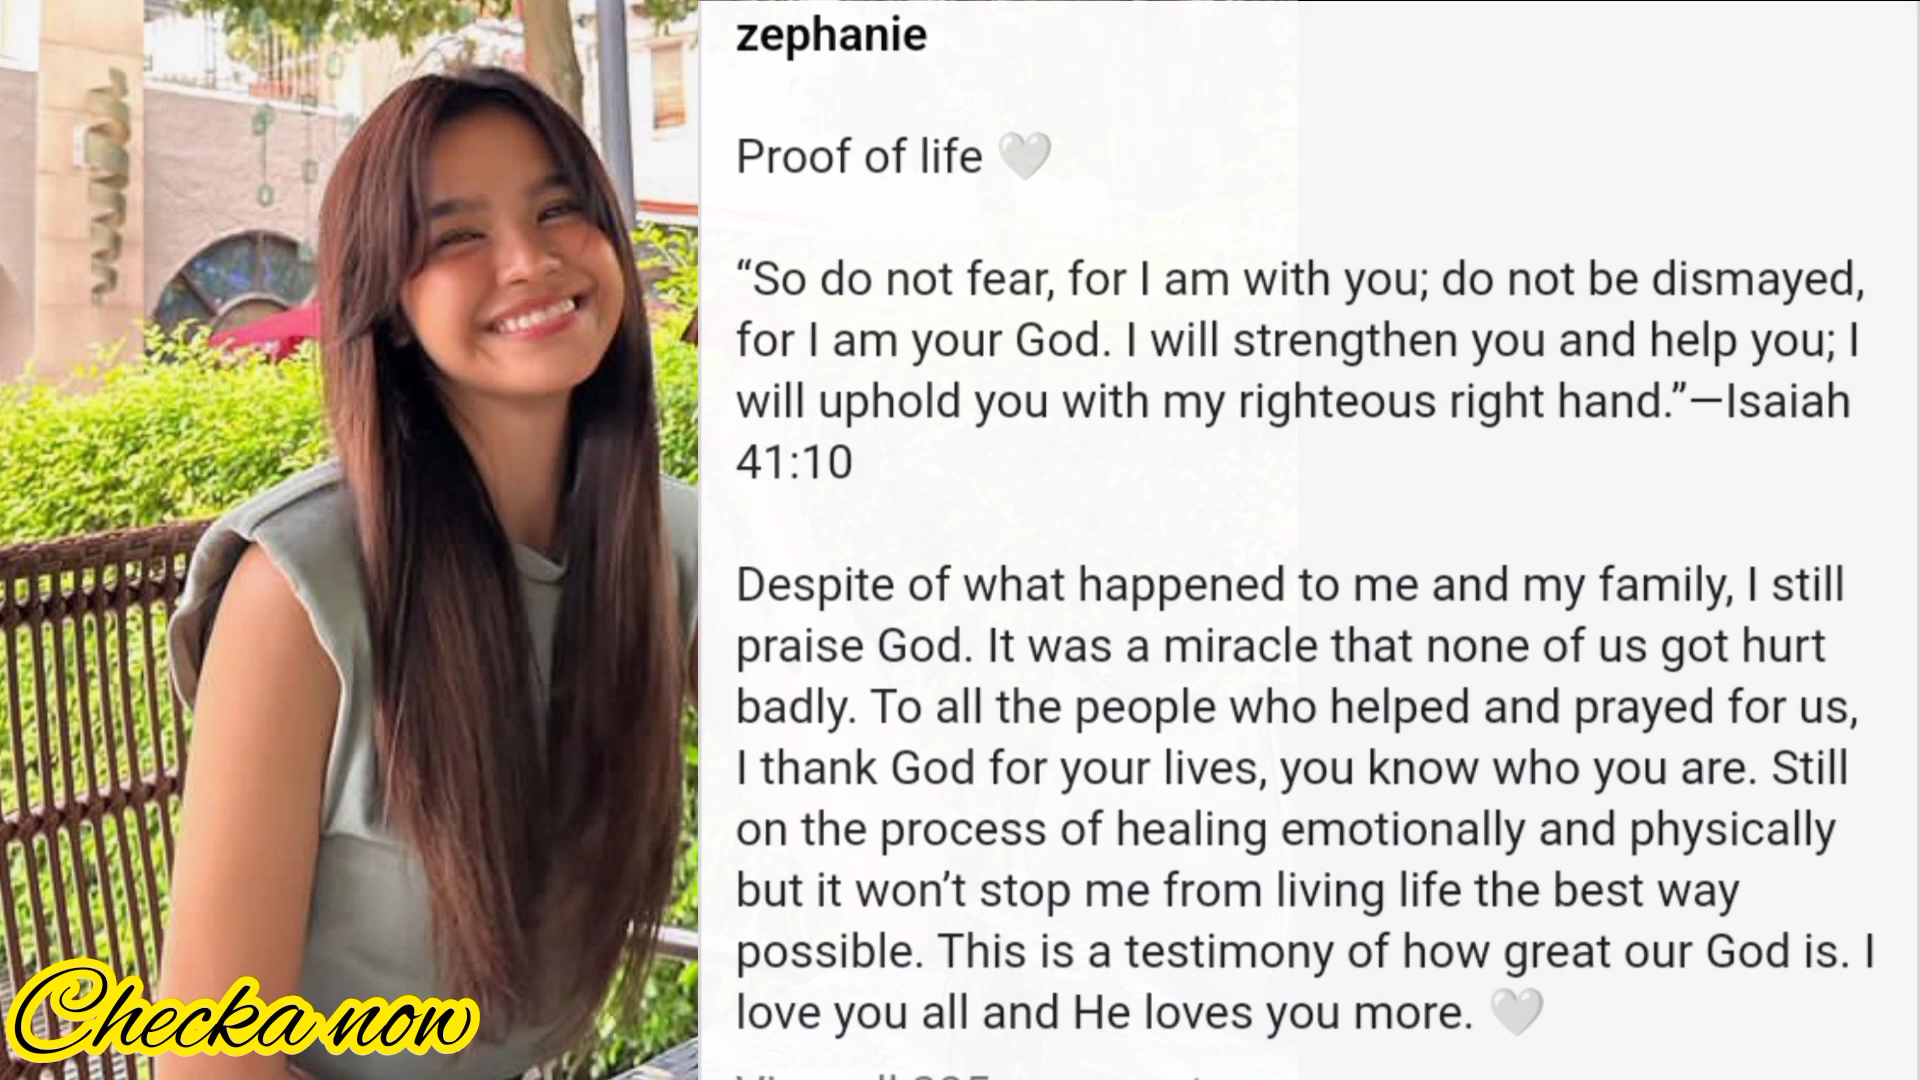 zephanie
Proof of life 🤍
“So do not fear, for I am with you; do not be dismayed,
for I am your God. I will strengthen you and help you; I
will uphold you with my righteous right hand.”—Isaiah
41:10
Despite of what happened to me and my family, I still
praise God. It was a miracle that none of us got hurt
badly. To all the people who helped and prayed for us,
I thank God for your lives, you know who you are. Still
on the process of healing emotionally and physically
but it won’t stop me from living life the best way
possible. This is a testimony of how great our God is. I
love you all and He loves you more. 🤍
Checka now